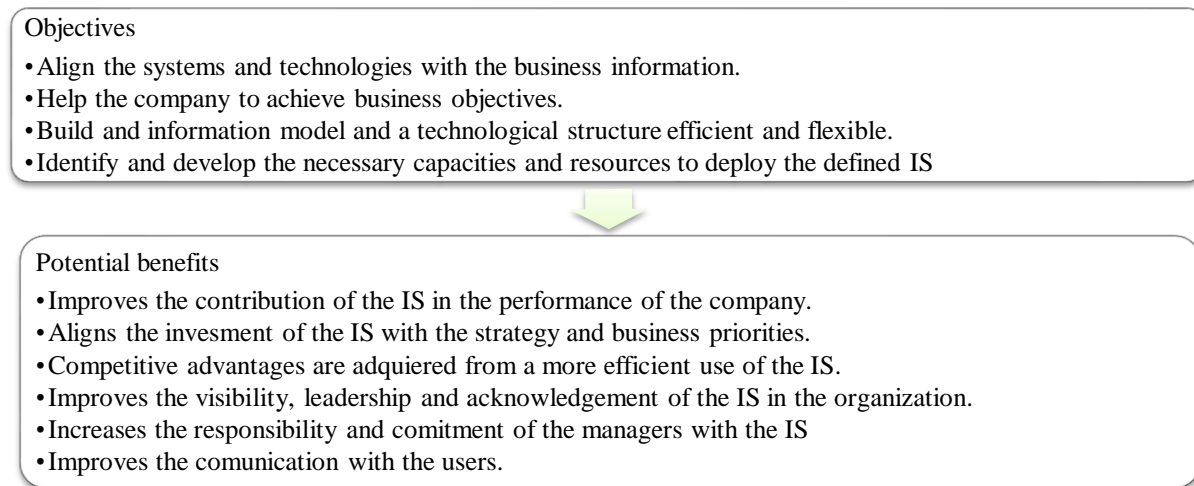 Objectives
•Align the systems and technologies with the business information.
•Help the company to achieve business objectives.
•Build and information model and a technological structure efficient and flexible.
•Identify and develop the necessary capacities and resources to deploy the defined IS
Potential benefits
•Improves the contribution of the IS in the performance of the company.
•Aligns the invesment of the IS with the strategy and business priorities.
•Competitive advantages are adquiered from a more efficient use of the IS.
•Improves the visibility, leadership and acknowledgement of the IS in the organization.
•Increases the responsibility and comitment of the managers with the IS
•Improves the comunication with the users.